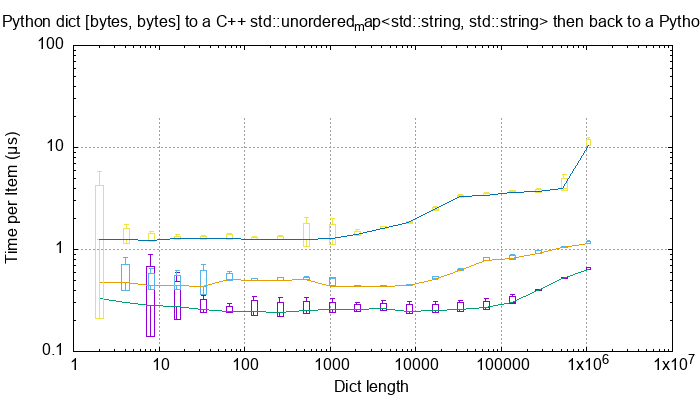 Python dict [bytes, bytes] to a C++ std::unordered_map<std::string, std::string> then back to a Pytho
100
10
1
0.1
Time per Item (µs)
1 10 100 1000 10000 100000 1x10^6 1x10^7
Dict length